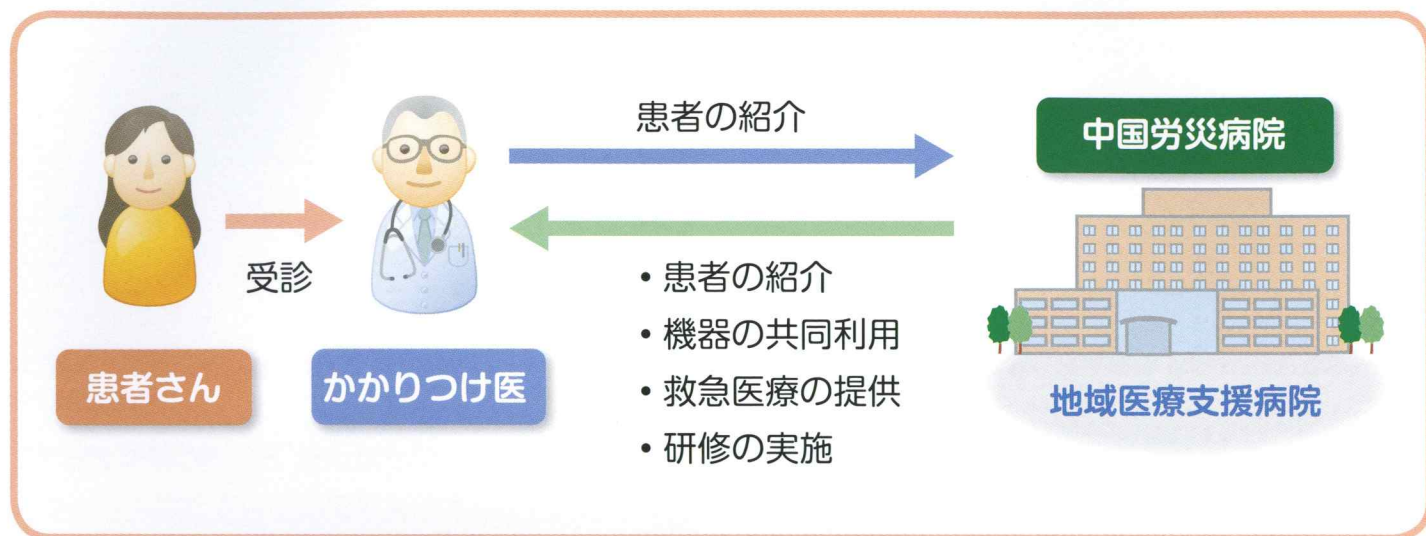 患者の紹介
中国労災病院
受診
・患者の紹介
・機器の共同利用
・救急医療の提供
・研修の実施
患者さん
かかりつけ医
地域医療支援病院